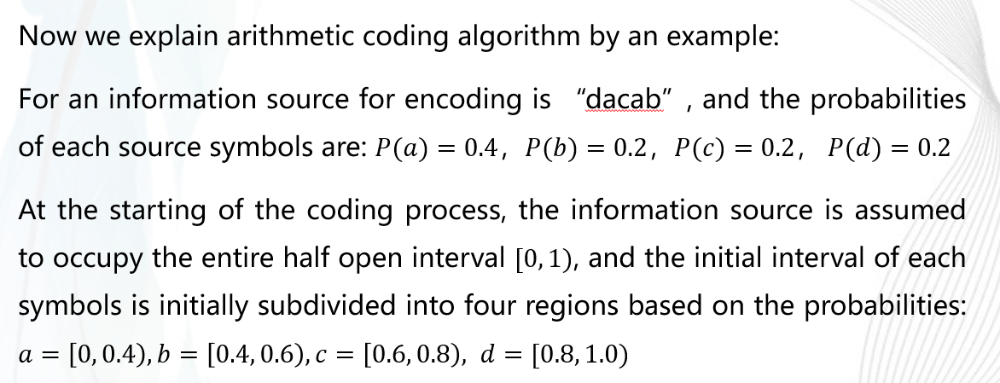 Now we explain arithmetic coding algorithm by an example:
For an information source for encoding is “dacab” , and the probabilities
of each source symbols are: P(a) = 0.4, P(b) = 0.2, P(c) = 0.2, P(d) = 0.2
At the starting of the coding process, the information source is assumed
to occupy the entire half open interval [0, 1), and the initial interval of each
symbols is initially subdivided into four regions based on the probabilities:
a = [0, 0.4), b = [0.4, 0.6), c = [0.6, 0.8), d = [0.8, 1.0)